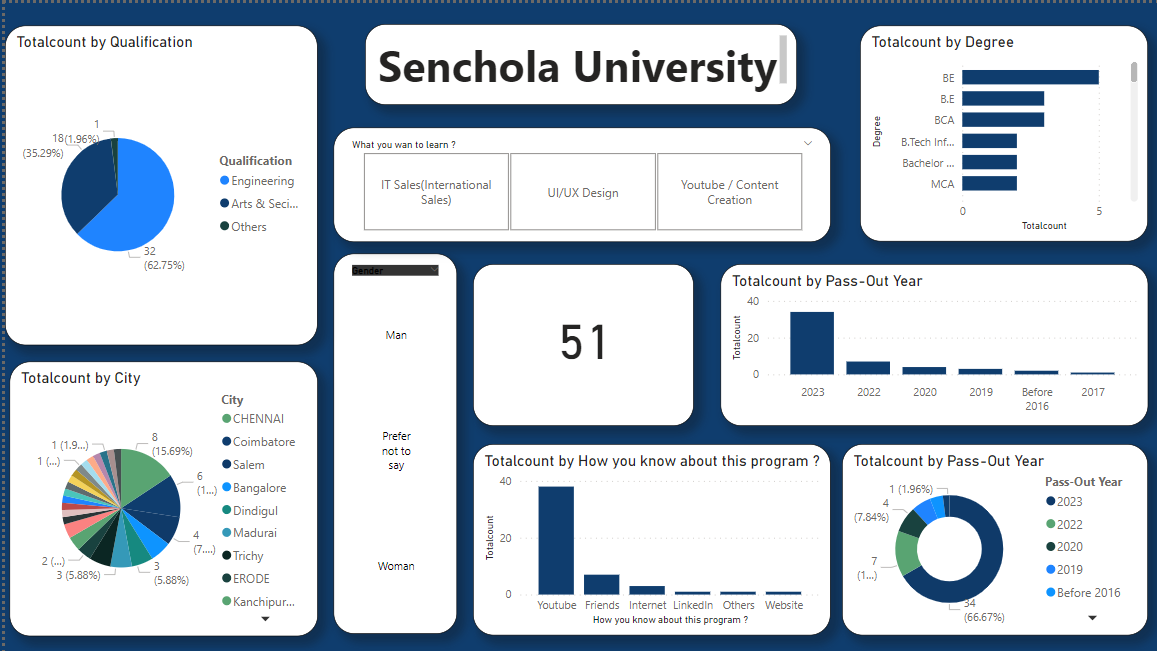 Totalcount by Qualification
1
(1.96%)
18
(35.29%)
32
(62.75%)
Qualification
Engineering
Arts & Seci...
Others
Senchola University
Totalcount by Degree
Degree
BE
B.E
BCA
B.Tech Inf...
Bachelor ...
MCA
0
5
Totalcount
What you wan to learn ?
IT Sales(International
Sales)
UI/UX Design
Youtube / Content
Creation
Gender
Man
Prefer
not to
say
Woman
51
Totalcount by Pass-Out Year
Totalcount
40
20
0
2023
2022
2020
2019
Before
2016
2017
Totalcount by City
1 (1.9...)
1 (...)
8
(15.69%)
6
(1...)
4
(7....)
3
(5.88%)
3 (5.88%)
2 (...)
City
CHENNAI
Coimbatore
Salem
Bangalore
Dindigul
Madurai
Trichy
ERODE
Kanchipur...
Totalcount by How you know about this program ?
Totalcount
40
20
0
Youtube
Friends
Internet
LinkedIn
Others
Website
How you know about this program ?
Totalcount by Pass-Out Year
1 (1.96%)
4
(7.84%)
7
(1...)
34
(66.67%)
Pass-Out Year
2023
2022
2020
2019
Before 2016